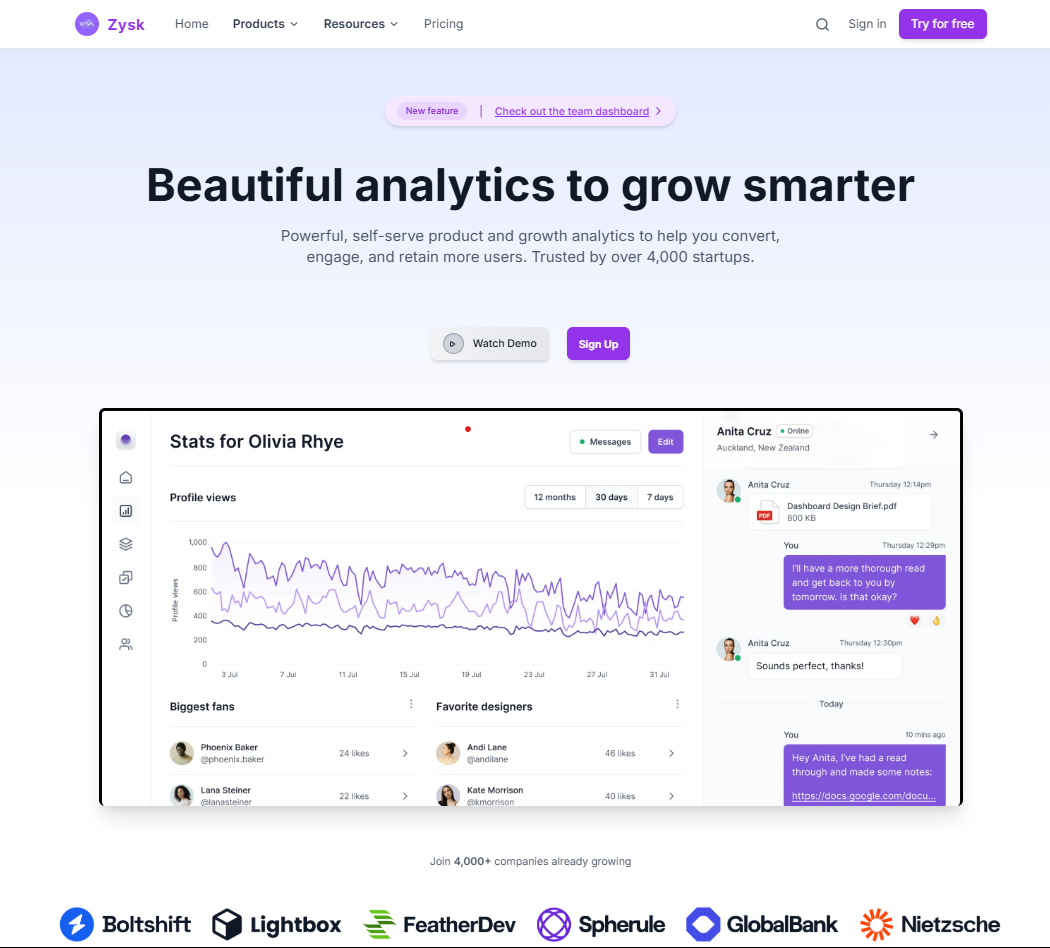 Zysk
Home
Products
Resources
Pricing
Sign in
Try for free
New feature
Check out the team dashboard
Beautiful analytics to grow smarter
Powerful, self-serve product and growth analytics to help you convert,
engage, and retain more users. Trusted by over 4,000 startups.
Watch Demo
Sign Up
Stats for Olivia Rhye
Messages
Edit
Profile views
12 months
30 days
7 days
Profile views
1,000
800
600
400
200
0
3 Jul
7 Jul
11 Jul
15 Jul
19 Jul
23 Jul
27 Jul
31 Jul
Biggest fans
Phoenix Baker
@phoenix.baker
24 likes
Lana Steiner
@lanasteiner
22 likes
Favorite designers
Andi Lane
@andilane
46 likes
Kate Morrison
@kmorrison
40 likes
Anita Cruz
Online
Auckland, New Zealand
Anita Cruz
Thursday 12:14pm
PDF
Dashboard Design Brief.pdf
800 KB
You
Thursday 12:29pm
I'll have a more thorough read
and get back to you by
tomorrow. Is that okay?
Anita Cruz
Thursday 12:30pm
Sounds perfect, thanks!
Today
You
10 mins ago
Hey Anita, I've had a read
through and made some notes:
https://docs.google.com/docu...
Join 4,000+ companies already growing
Boltshift
Lightbox
FeatherDev
Spherule
GlobalBank
Nietzsche